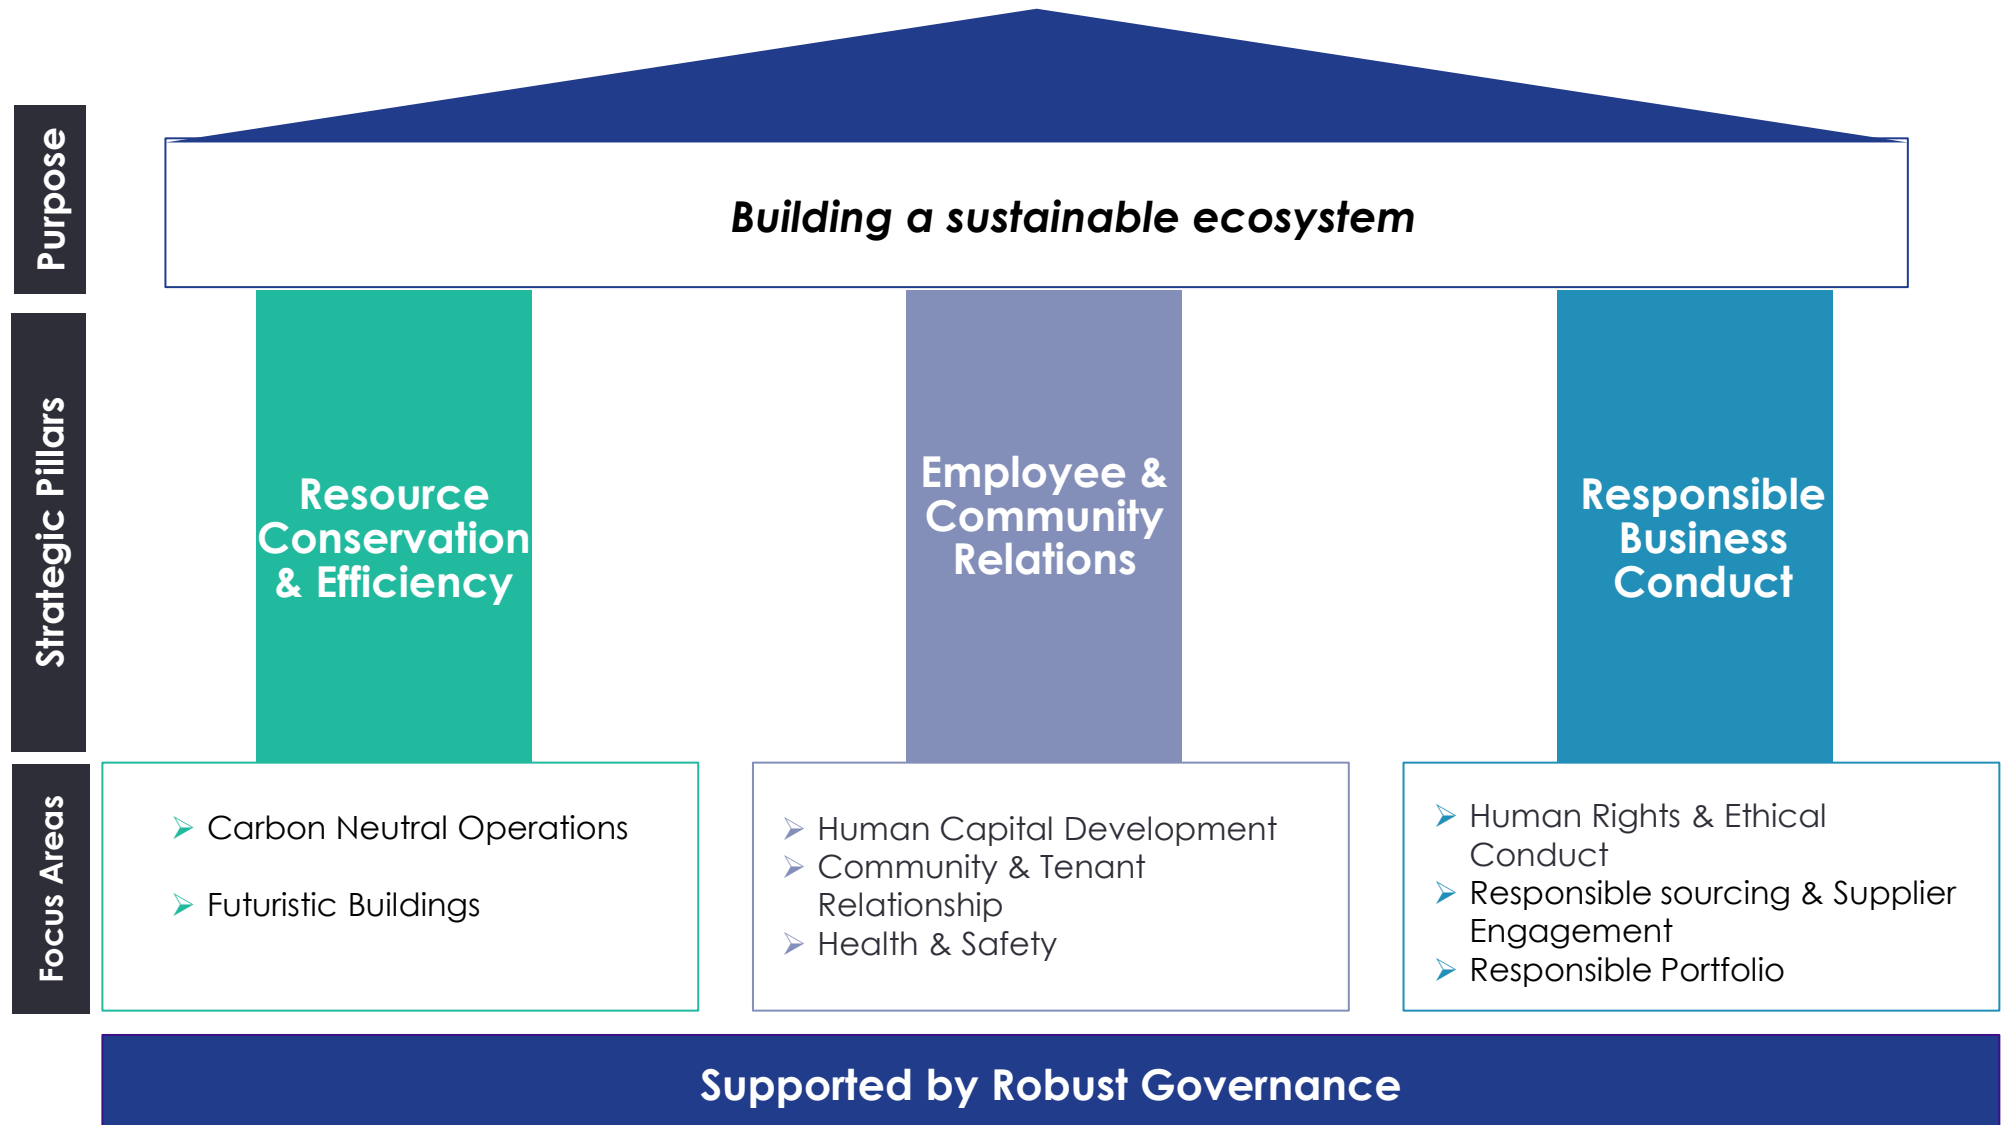 Purpose
Building a sustainable ecosystem
Strategic Pillars
Resource
Conservation
& Efficiency
Employee &
Community
Relations
Responsible
Business
Conduct
Focus Areas
➢ Carbon Neutral Operations
➢ Futuristic Buildings
➢ Human Capital Development
➢ Community & Tenant
Relationship
➢ Health & Safety
➢ Human Rights & Ethical
Conduct
➢ Responsible sourcing & Supplier
Engagement
➢ Responsible Portfolio
Supported by Robust Governance